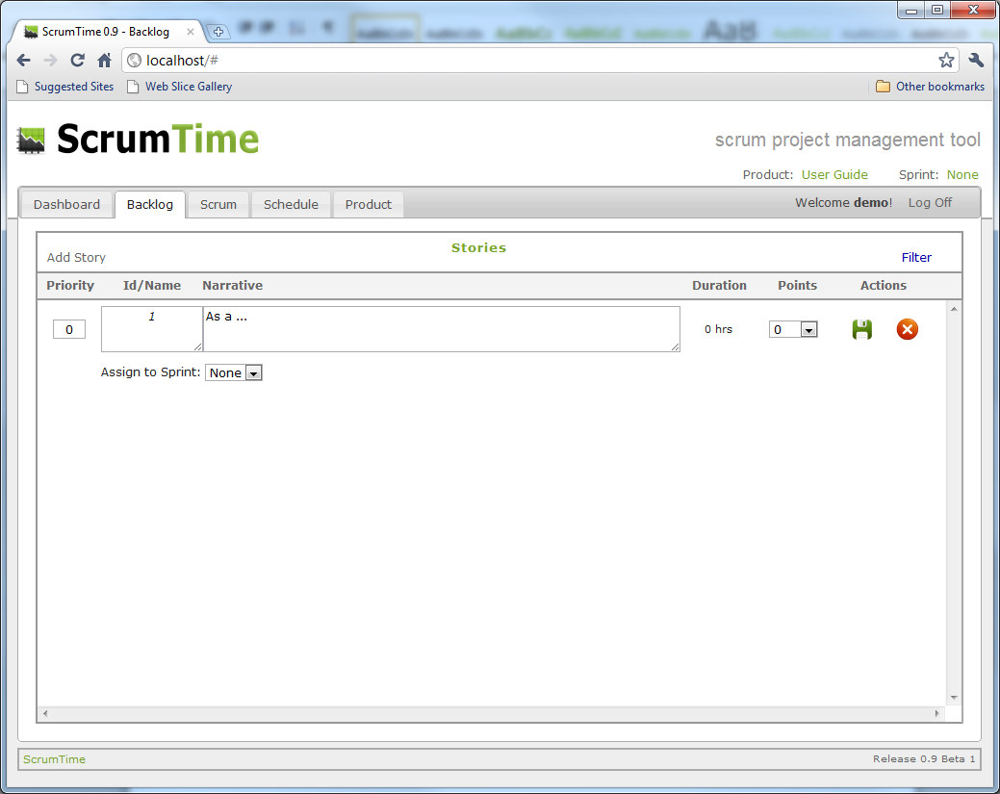 ScrumTime 0.9 - Backlog
localhost/#
Suggested Sites Web Slice Gallery Other bookmarks
ScrumTime
scrum project management tool
Product: User Guide Sprint: None
Dashboard Backlog Scrum Schedule Product Welcome demo! Log Off
Stories
Add Story Filter
Priority Id/Name Narrative Duration Points Actions
1 As a ...
0 0 hrs 0
Assign to Sprint: None
ScrumTime Release 0.9 Beta 1